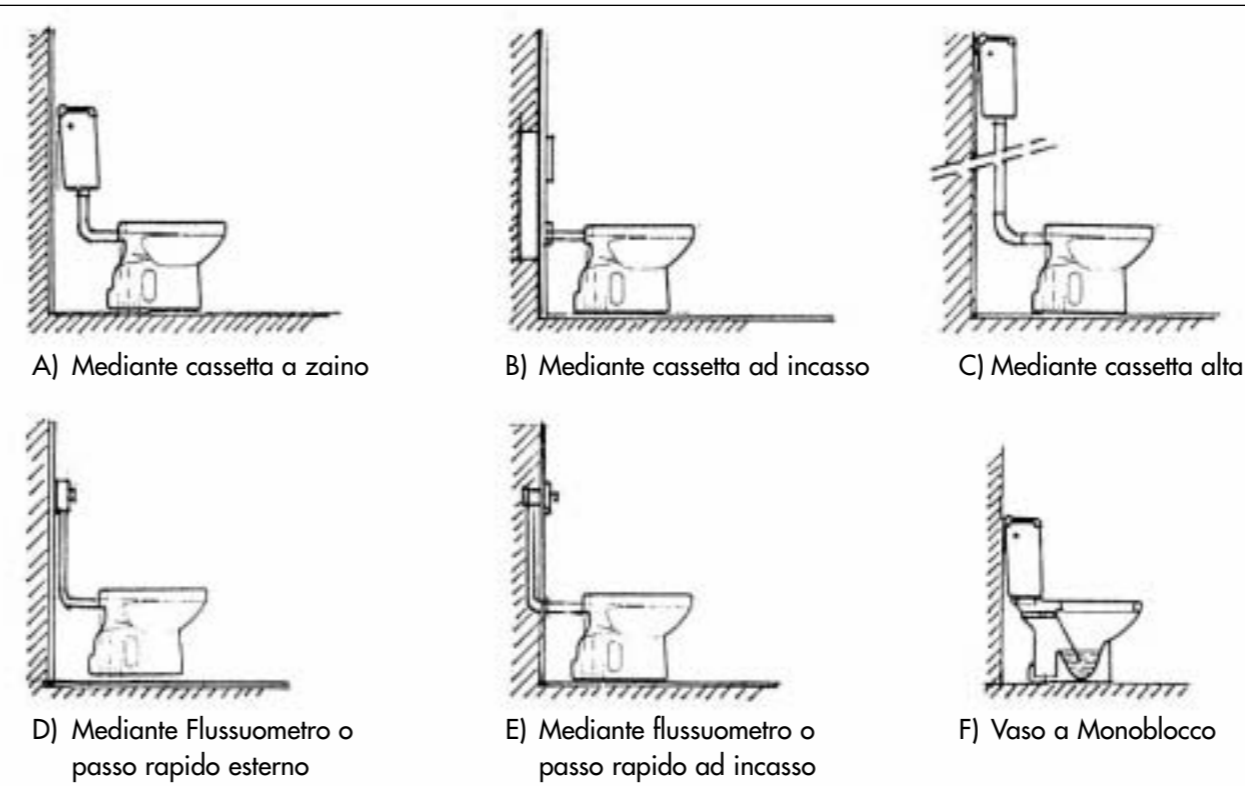 A) Mediante cassetta a zaino
B) Mediante cassetta ad incasso
C) Mediante cassetta alta
D) Mediante Flussuometro o
passo rapido esterno
E) Mediante flussuometro o
passo rapido ad incasso
F) Vaso a Monoblocco